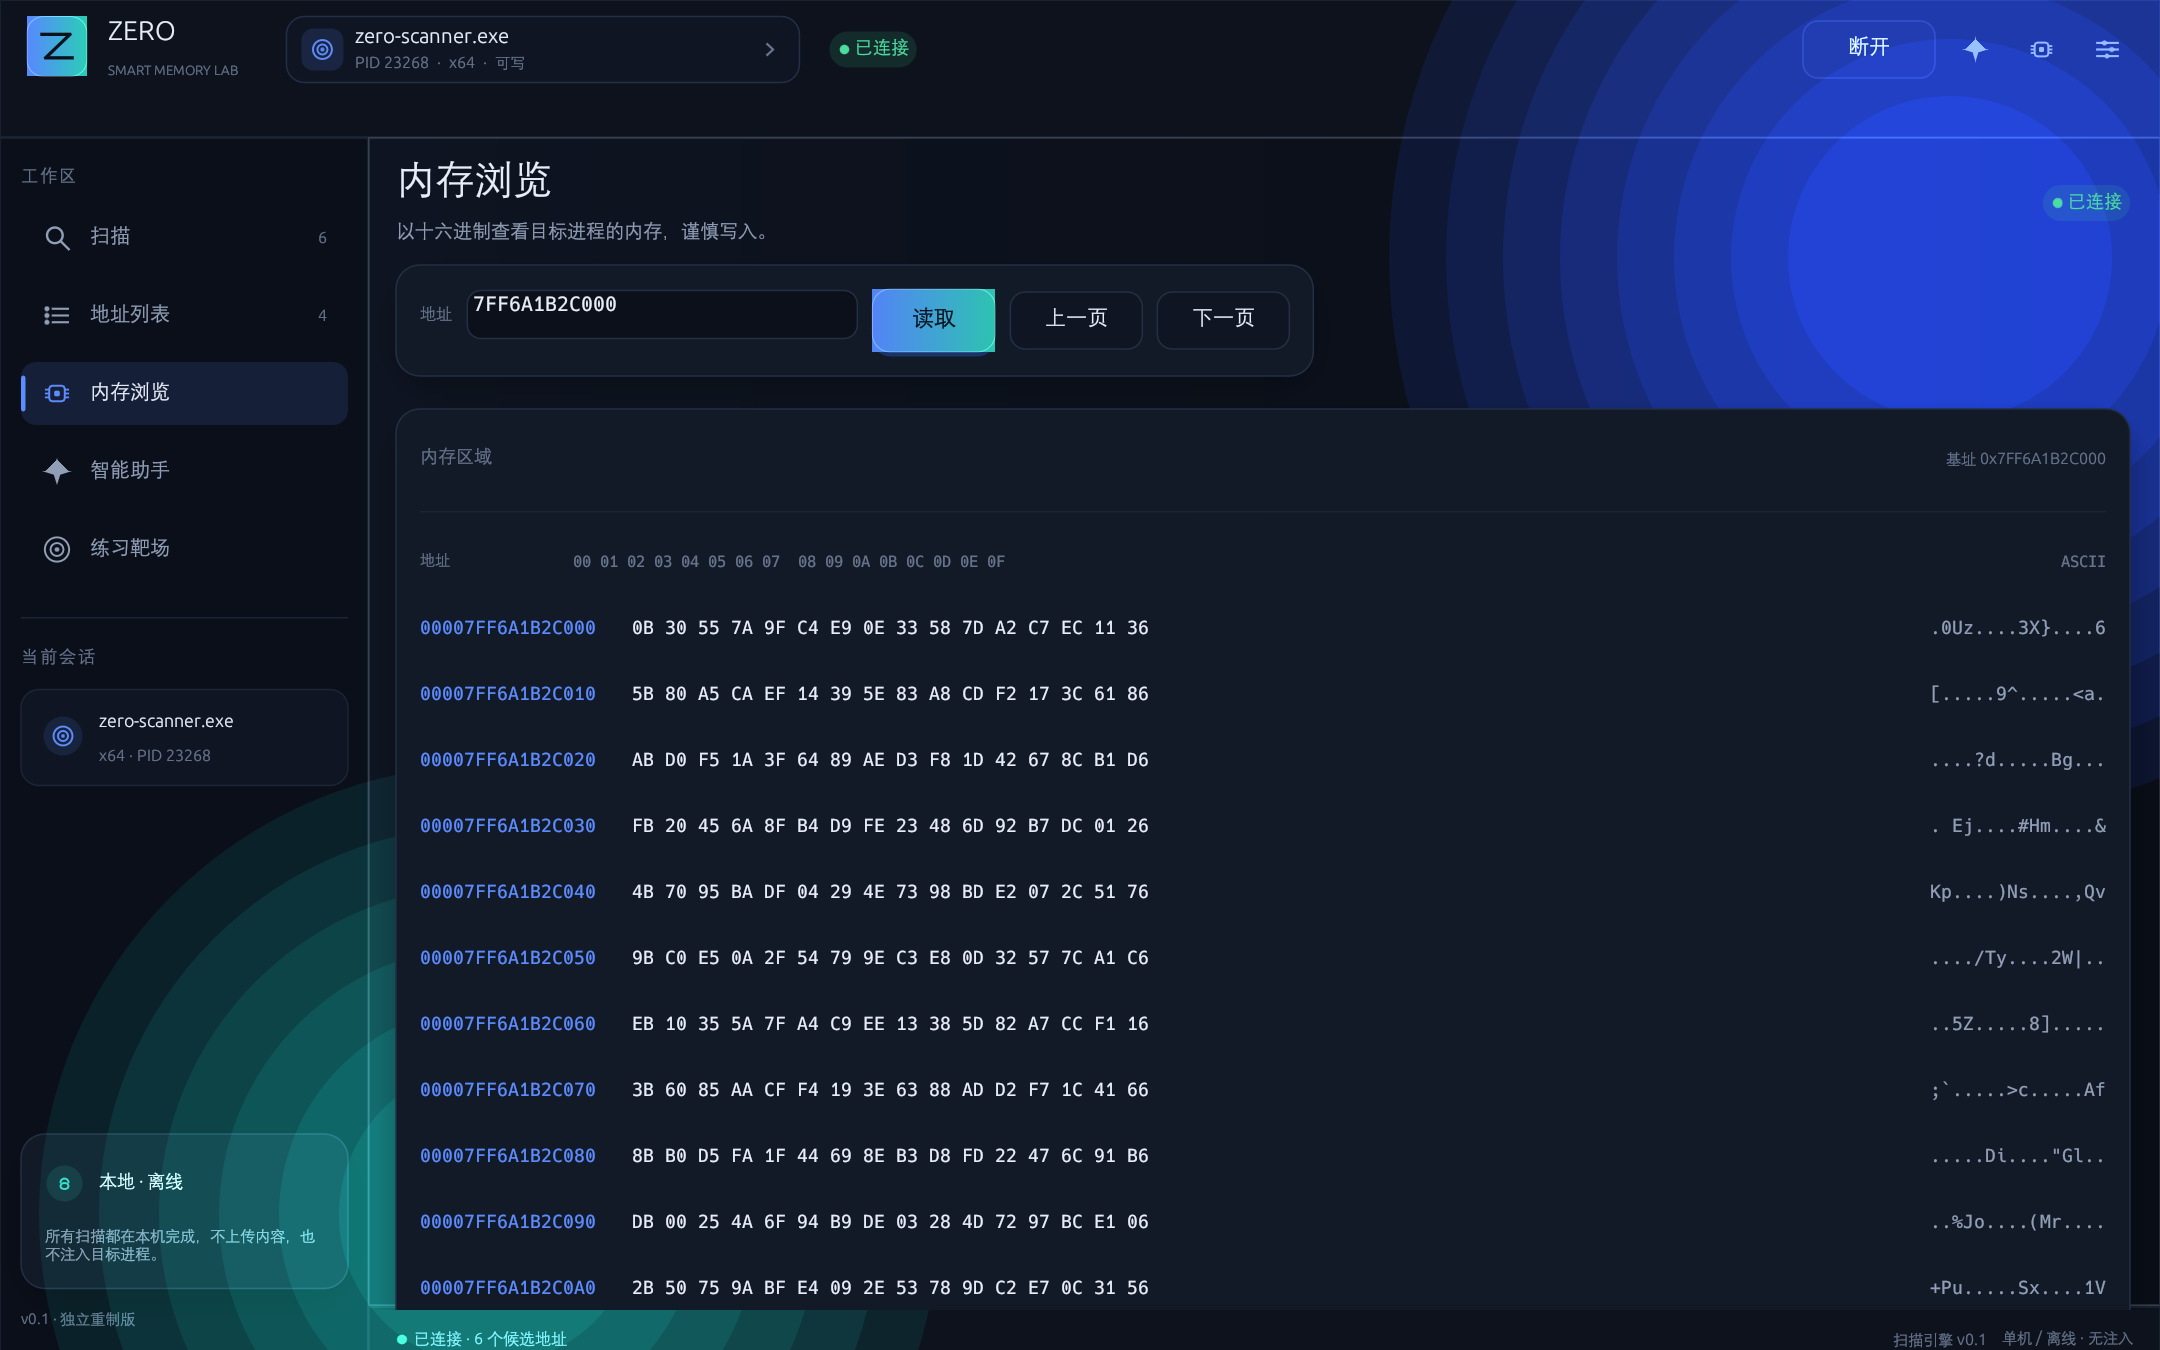 ZERO
SMART MEMORY LAB
zero-scanner.exe
PID 23268 · x64 · 可写
已连接
断开
工作区
扫描 6
地址列表 4
内存浏览
智能助手
练习靶场
当前会话
zero-scanner.exe
x64 · PID 23268
本地 · 离线
所有扫描都在本机完成，不上传内容，也
不注入目标进程。
v0.1 · 独立重制版
内存浏览
以十六进制查看目标进程的内存，谨慎写入。
已连接
地址 7FF6A1B2C000 读取 上一页 下一页
内存区域 基址 0x7FF6A1B2C000
地址 00 01 02 03 04 05 06 07 08 09 0A 0B 0C 0D 0E 0F ASCII
00007FF6A1B2C000 0B 30 55 7A 9F C4 E9 0E 33 58 7D A2 C7 EC 11 36 .0Uz....3X}....6
00007FF6A1B2C010 5B 80 A5 CA EF 14 39 5E 83 A8 CD F2 17 3C 61 86 [.....9^.....<a.
00007FF6A1B2C020 AB D0 F5 1A 3F 64 89 AE D3 F8 1D 42 67 8C B1 D6 ....?d.....Bg...
00007FF6A1B2C030 FB 20 45 6A 8F B4 D9 FE 23 48 6D 92 B7 DC 01 26 . Ej....#Hm....&
00007FF6A1B2C040 4B 70 95 BA DF 04 29 4E 73 98 BD E2 07 2C 51 76 Kp....)Ns....,Qv
00007FF6A1B2C050 9B C0 E5 0A 2F 54 79 9E C3 E8 0D 32 57 7C A1 C6 ..../Ty....2W|..
00007FF6A1B2C060 EB 10 35 5A 7F A4 C9 EE 13 38 5D 82 A7 CC F1 16 ..5Z.....8].....
00007FF6A1B2C070 3B 60 85 AA CF F4 19 3E 63 88 AD D2 F7 1C 41 66 ;`.....>c.....Af
00007FF6A1B2C080 8B B0 D5 FA 1F 44 69 8E B3 D8 FD 22 47 6C 91 B6 .....Di...."Gl..
00007FF6A1B2C090 DB 00 25 4A 6F 94 B9 DE 03 28 4D 72 97 BC E1 06 ..%Jo....(Mr....
00007FF6A1B2C0A0 2B 50 75 9A BF E4 09 2E 53 78 9D C2 E7 0C 31 56 +Pu.....Sx....1V
已连接 · 6 个候选地址
扫描引擎 v0.1 单机 / 离线 · 无注入